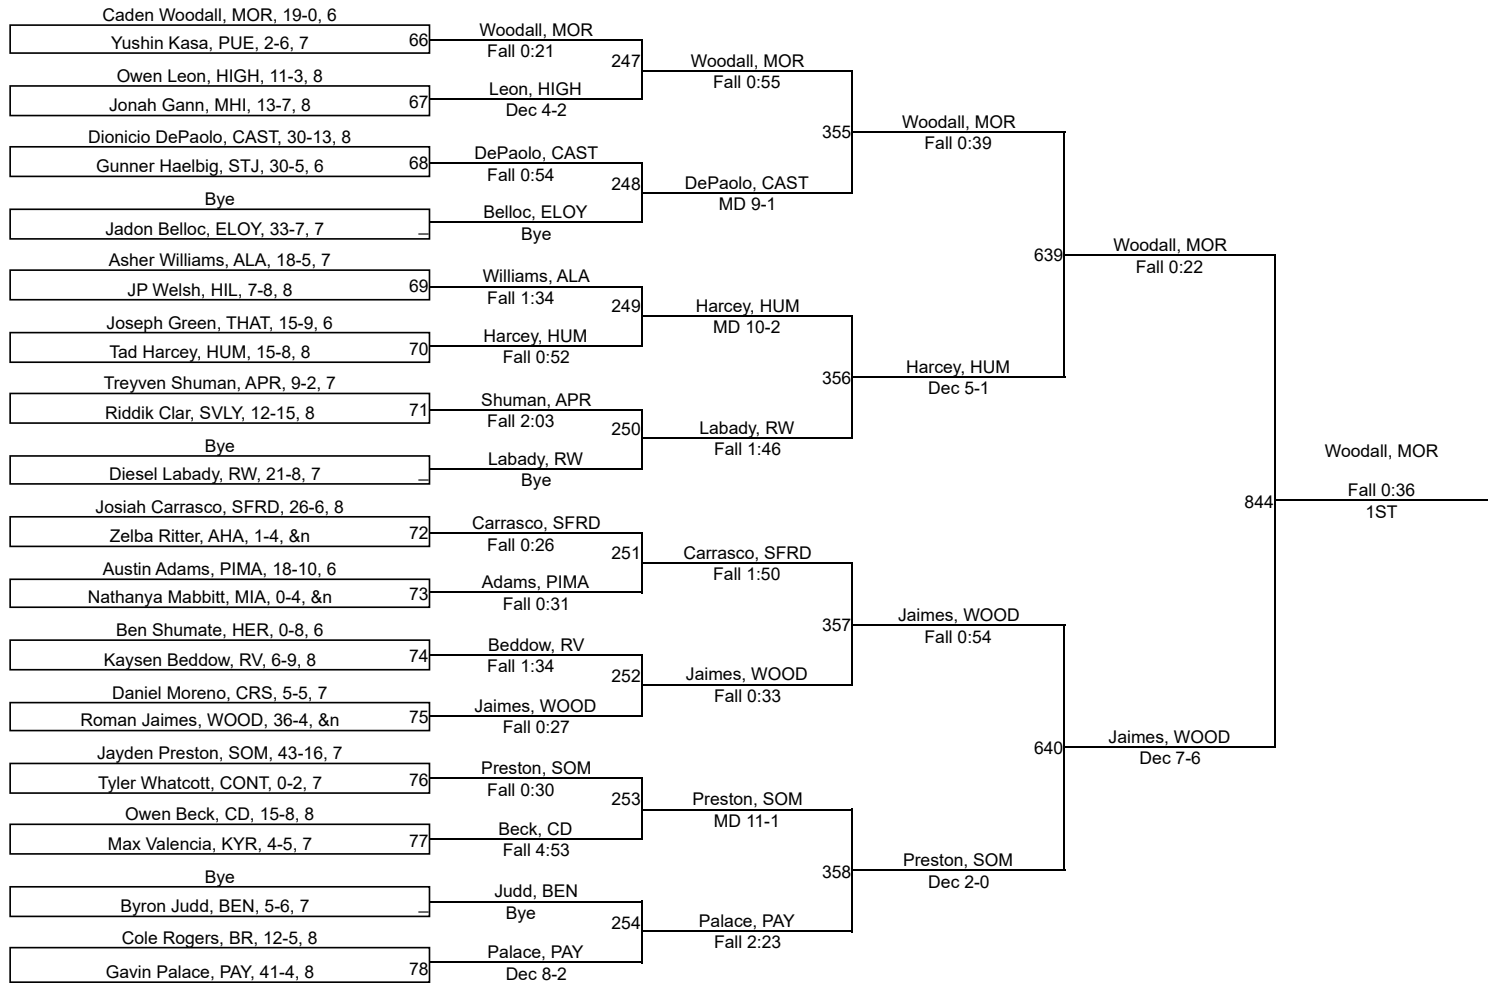 Caden Woodall, MOR, 19-0, 6
Yushin Kasa, PUE, 2-6, 7
66
Owen Leon, HIGH, 11-3, 8
Jonah Gann, MHI, 13-7, 8
67
Dionicio DePaolo, CAST, 30-13, 8
Gunner Haelbig, STJ, 30-5, 6
68
Bye
Jadon Belloc, ELOY, 33-7, 7
_
Asher Williams, ALA, 18-5, 7
JP Welsh, HIL, 7-8, 8
69
Joseph Green, THAT, 15-9, 6
Tad Harcey, HUM, 15-8, 8
70
Treyven Shuman, APR, 9-2, 7
Riddik Clar, SVLY, 12-15, 8
71
Bye
Diesel Labady, RW, 21-8, 7
_
Josiah Carrasco, SFRD, 26-6, 8
Zelba Ritter, AHA, 1-4, &n
72
Austin Adams, PIMA, 18-10, 6
Nathanya Mabbitt, MIA, 0-4, &n
73
Ben Shumate, HER, 0-8, 6
Kaysen Beddow, RV, 6-9, 8
74
Daniel Moreno, CRS, 5-5, 7
Roman Jaimes, WOOD, 36-4, &n
75
Jayden Preston, SOM, 43-16, 7
Tyler Whatcott, CONT, 0-2, 7
76
Owen Beck, CD, 15-8, 8
Max Valencia, KYR, 4-5, 7
77
Bye
Byron Judd, BEN, 5-6, 7
_
Cole Rogers, BR, 12-5, 8
Gavin Palace, PAY, 41-4, 8
78
Woodall, MOR
Fall 0:21
247
Leon, HIGH
Dec 4-2
DePaolo, CAST
Fall 0:54
248
Belloc, ELOY
Bye
Williams, ALA
Fall 1:34
249
Harcey, HUM
Fall 0:52
Shuman, APR
Fall 2:03
250
Labady, RW
Bye
Carrasco, SFRD
Fall 0:26
251
Adams, PIMA
Fall 0:31
Beddow, RV
Fall 1:34
252
Jaimes, WOOD
Fall 0:27
Preston, SOM
Fall 0:30
253
Beck, CD
Fall 4:53
Judd, BEN
Bye
254
Palace, PAY
Dec 8-2
Woodall, MOR
Fall 0:55
355
DePaolo, CAST
MD 9-1
Harcey, HUM
MD 10-2
356
Labady, RW
Fall 1:46
Carrasco, SFRD
Fall 1:50
357
Jaimes, WOOD
Fall 0:33
Preston, SOM
MD 11-1
358
Palace, PAY
Fall 2:23
Woodall, MOR
Fall 0:39
639
Harcey, HUM
Dec 5-1
Jaimes, WOOD
Fall 0:54
640
Preston, SOM
Dec 2-0
Woodall, MOR
Fall 0:22
844
Jaimes, WOOD
Dec 7-6
Woodall, MOR
Fall 0:36
1ST